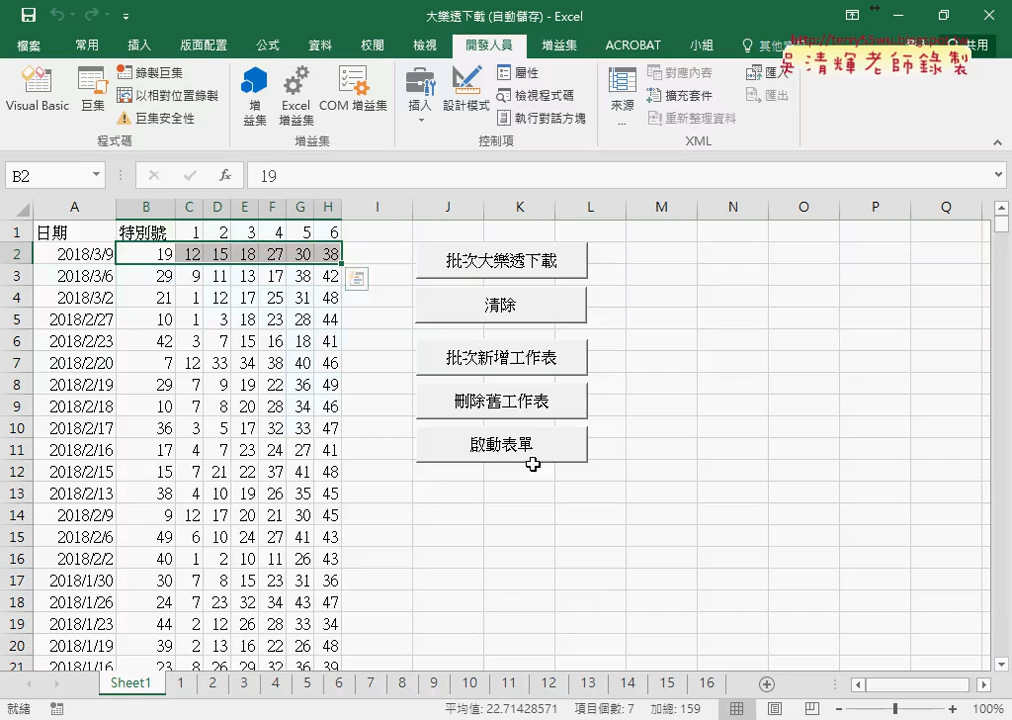 大樂透下載 (自動儲存) - Excel
檔案 常用 插入 版面配置 公式 資料 校閱 檢視 開發人員 增益集 ACROBAT 小組 其他 共用
吳清輝老師錄製
Visual Basic 巨集 錄製巨集 以相對位置錄製 巨集安全性 增益集 Excel 增益集 COM 增益集 插入 設計模式 屬性 檢視程式碼 執行對話方塊 來源... 對應內容 擴充套件 重新整理資料 匯出
程式碼 增益集 控制項 XML
B2 fx 19
A B C D E F G H I J K L M N O P Q
1 日期 特別號 1 2 3 4 5 6
2 2018/3/9 19 12 15 18 27 30 38 批次大樂透下載
3 2018/3/6 29 9 11 13 17 38 42
4 2018/3/2 21 1 12 17 25 31 48 清除
5 2018/2/27 10 1 3 18 23 28 44
6 2018/2/23 42 3 7 15 16 18 41 批次新增工作表
7 2018/2/20 7 12 33 34 38 40 46
8 2018/2/19 29 7 9 19 22 36 49 刪除舊工作表
9 2018/2/18 10 7 8 20 28 34 46
10 2018/2/17 36 3 5 17 32 33 47 啟動表單
11 2018/2/16 17 4 7 23 24 27 41
12 2018/2/15 15 7 21 22 37 41 48
13 2018/2/13 38 4 10 19 26 35 45
14 2018/2/9 9 12 17 20 21 30 45
15 2018/2/6 49 6 10 24 27 41 43
16 2018/2/2 40 1 2 10 11 26 43
17 2018/1/30 30 7 8 15 23 31 36
18 2018/1/26 24 7 23 32 34 43 47
19 2018/1/23 44 2 12 26 28 33 34
20 2018/1/19 39 2 13 16 22 26 48
21 2018/1/16 23 8 26 29 32 36 39
Sheet1 1 2 3 4 5 6 7 8 9 10 11 12 13 14 15 16
就緒 平均值: 22.71428571 項目個數: 7 加總: 159 100%